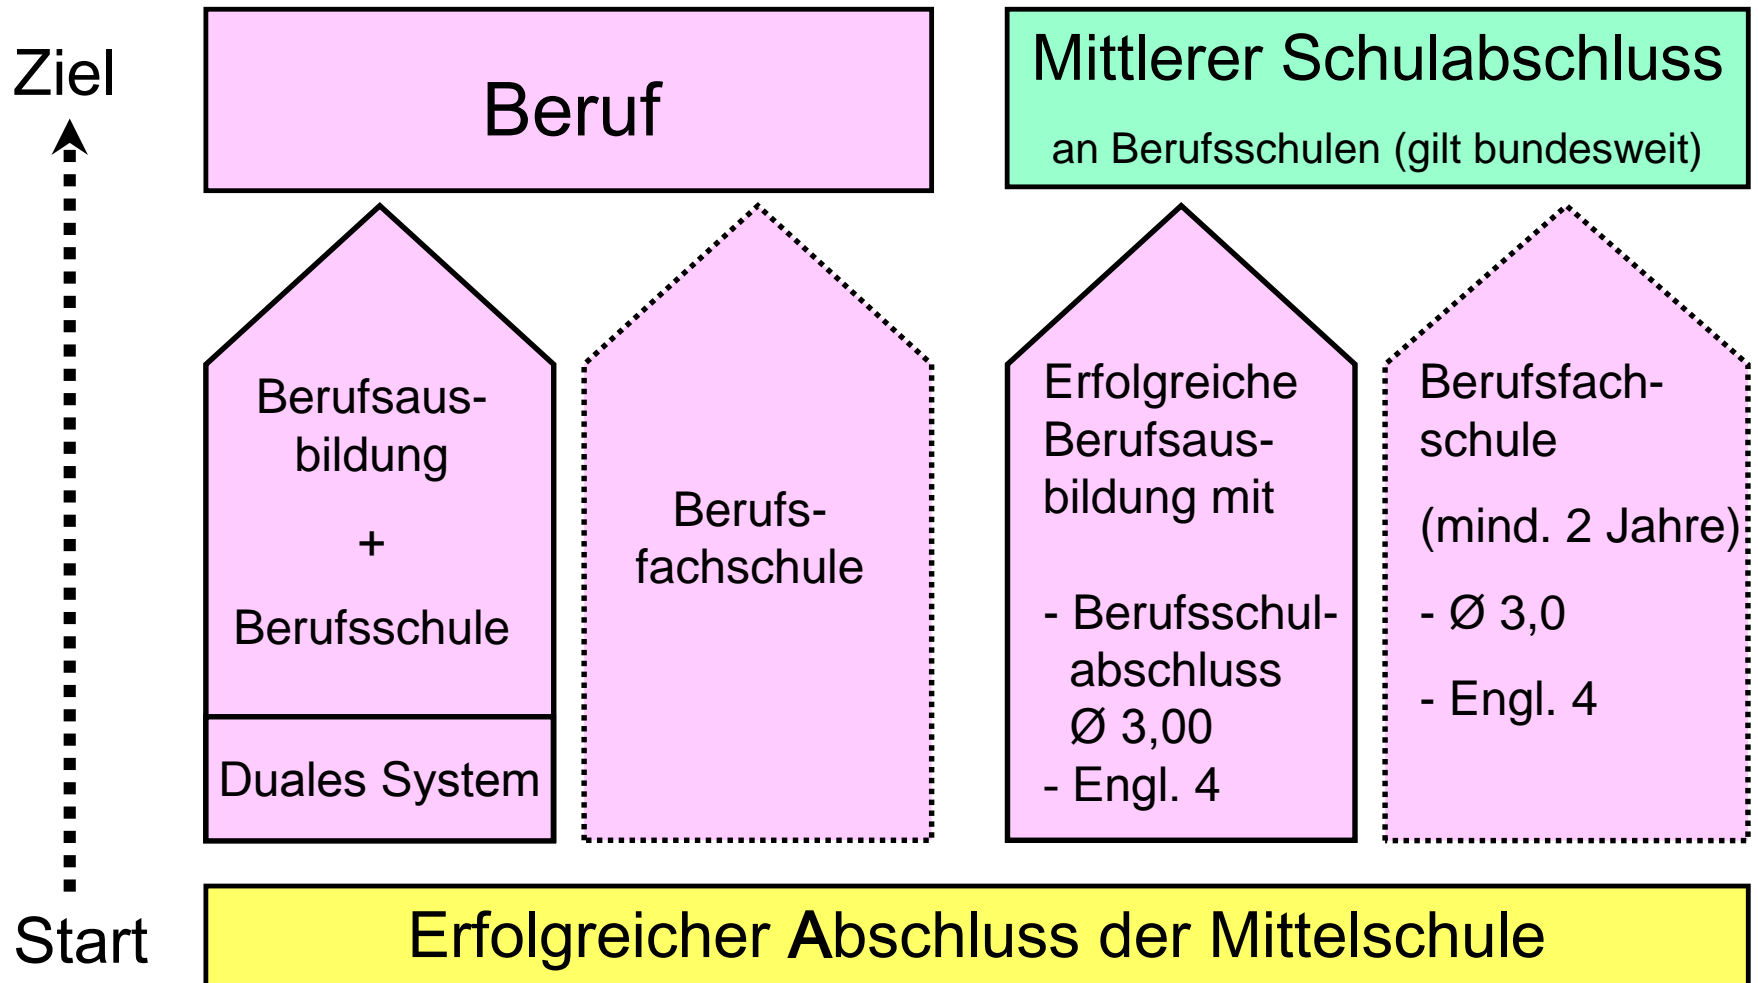 Ziel
Beruf
Mittlerer Schulabschluss
an Berufsschulen (gilt bundesweit)
Berufsaus-
bildung
+
Berufsschule
Duales System
Berufs-
fachschule
Erfolgreiche
Berufsaus-
bildung mit
- Berufsschul-
abschluss
Ø 3,00
- Engl. 4
Berufsfach-
schule
(mind. 2 Jahre)
- Ø 3,0
- Engl. 4
Start
Erfolgreicher Abschluss der Mittelschule